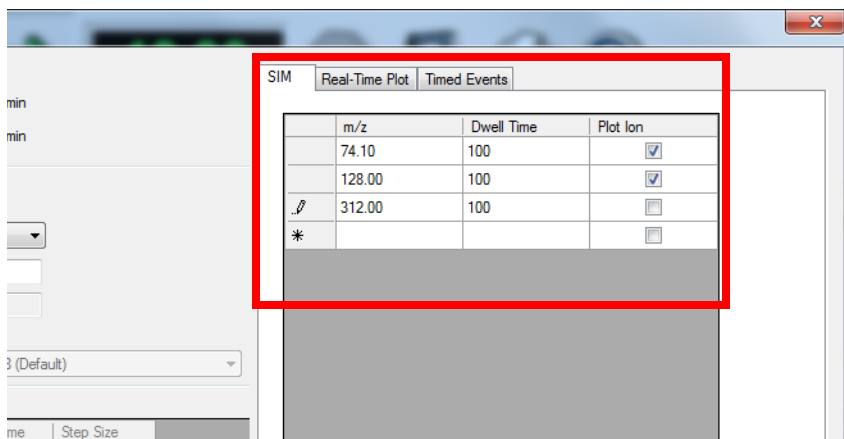 x
SIM Real-Time Plot Timed Events
min
min
m/z Dwell Time Plot Ion
74.10 100
128.00 100
312.00 100
*
(Default)
me Step Size